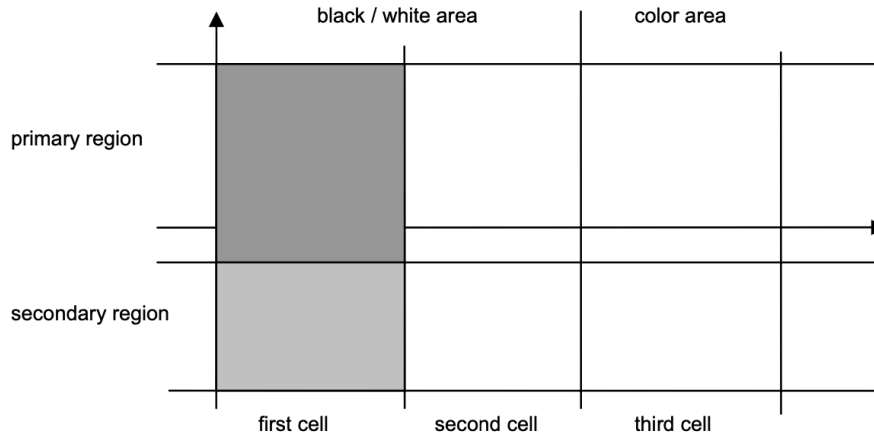 black / white area
color area
primary region
secondary region
first cell
second cell
third cell